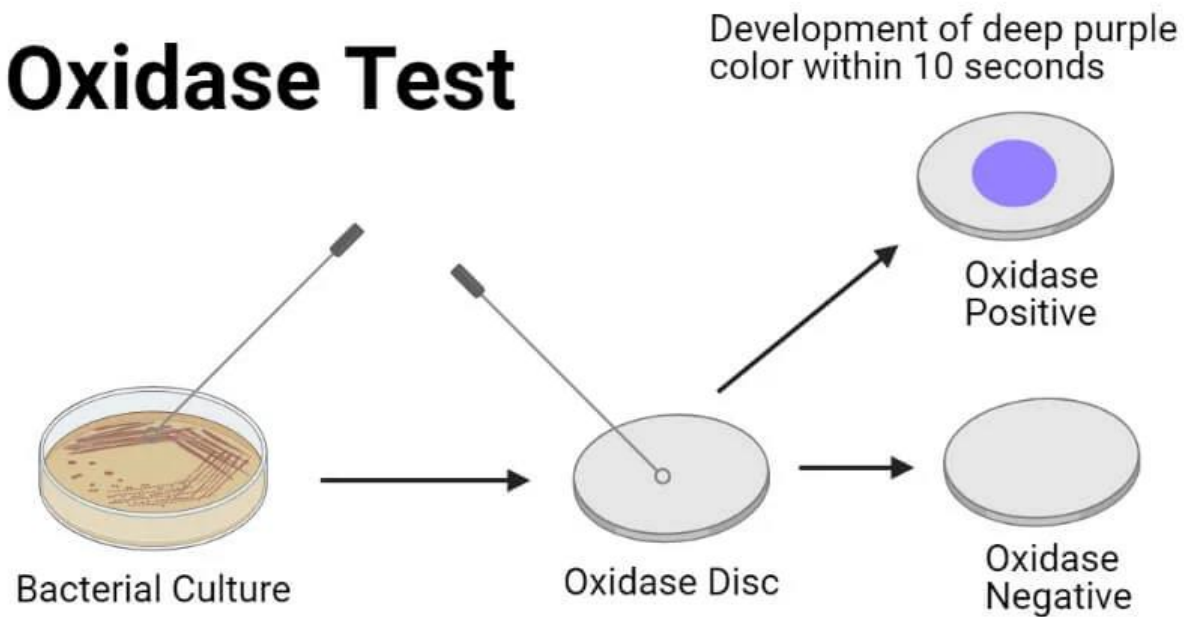 Oxidase Test
Development of deep purple
color within 10 seconds
Oxidase
Positive
Bacterial Culture
Oxidase Disc
Oxidase
Negative